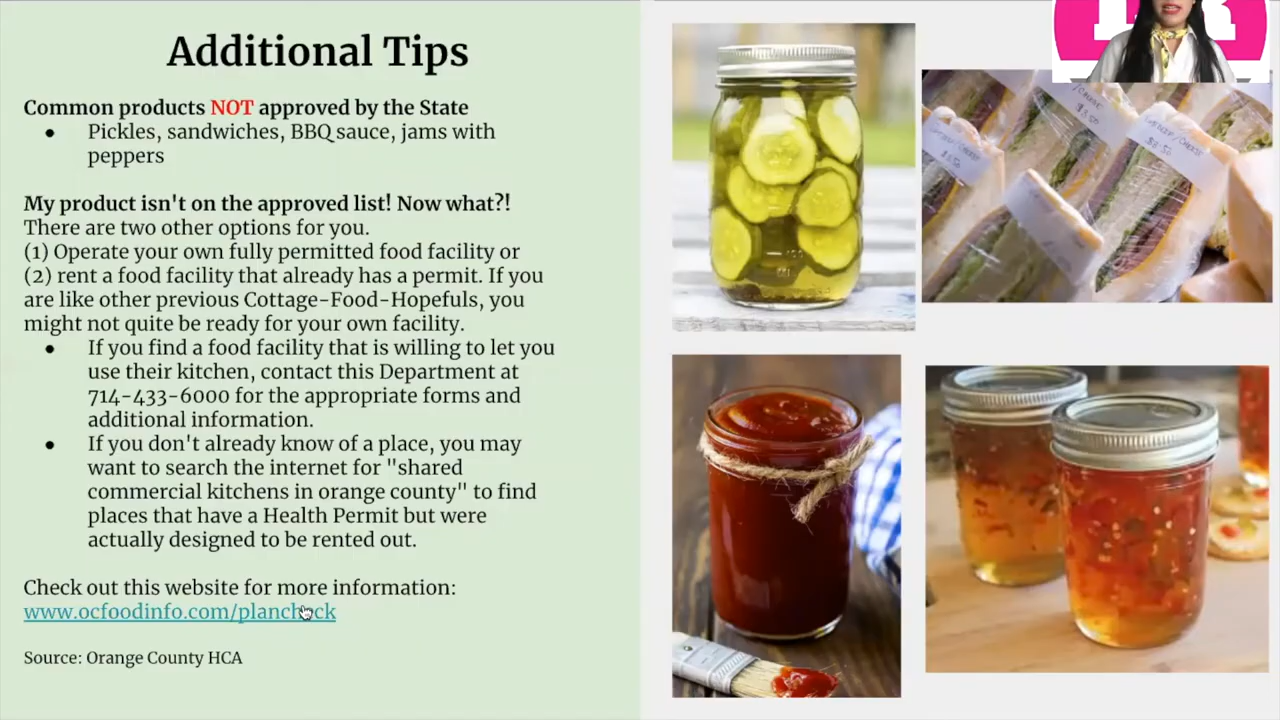 Additional Tips
Common products NOT approved by the State
● Pickles, sandwiches, BBQ sauce, jams with
peppers
My product isn't on the approved list! Now what?!
There are two other options for you.
(1) Operate your own fully permitted food facility or
(2) rent a food facility that already has a permit. If you
are like other previous Cottage-Food-Hopefuls, you
might not quite be ready for your own facility.
● If you find a food facility that is willing to let you
use their kitchen, contact this Department at
714-433-6000 for the appropriate forms and
additional information.
● If you don't already know of a place, you may
want to search the internet for "shared
commercial kitchens in orange county" to find
places that have a Health Permit but were
actually designed to be rented out.
Check out this website for more information:
www.ocfoodinfo.com/plancheck
Source: Orange County HCA